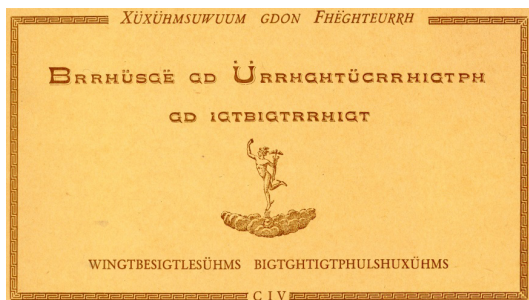 XÜXÜHMSUWUUM GDON FHËGHTEURRH
BRRHÜSGË GD ÜRRHGHTÜCRRHIGTPH
GD IGTBIGTRRHIGT
WINGTBESIGTLESÜHMS BIGTGHTIGTPHULSHUXÜHMS
CIV